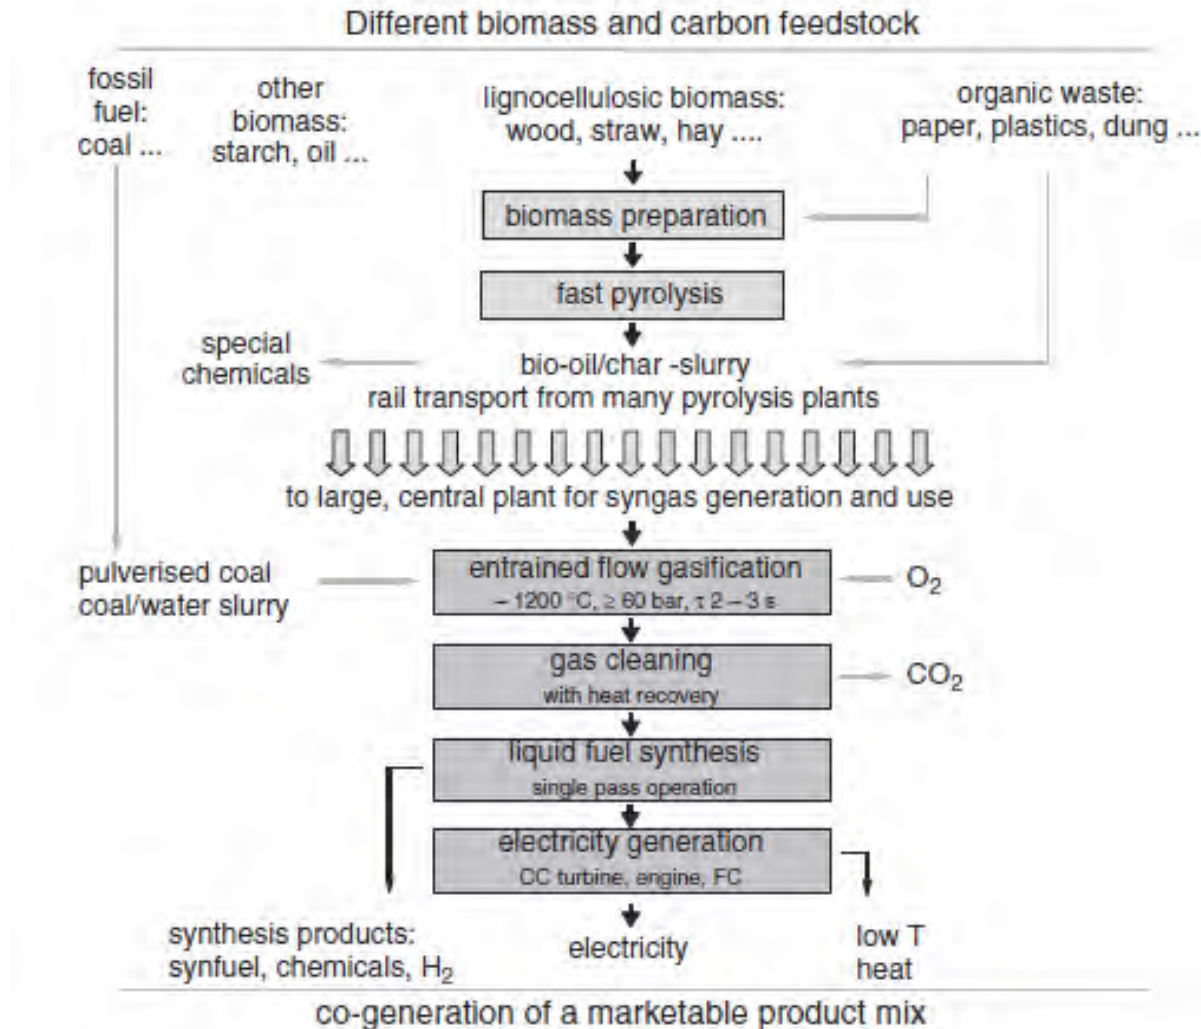 Different biomass and carbon feedstock
fossil
fuel:
coal ...
other
biomass:
starch, oil ...
lignocellulosic biomass:
wood, straw, hay ....
organic waste:
paper, plastics, dung ...
biomass preparation
fast pyrolysis
special
chemicals
bio-oil/char -slurry
rail transport from many pyrolysis plants
to large, central plant for syngas generation and use
pulverised coal
coal/water slurry
entrained flow gasification
– 1200 °C, ≥ 60 bar, τ 2 – 3 s
O₂
gas cleaning
with heat recovery
CO₂
liquid fuel synthesis
single pass operation
electricity generation
CC turbine, engine, FC
synthesis products:
synfuel, chemicals, H₂
electricity
low T
heat
co-generation of a marketable product mix